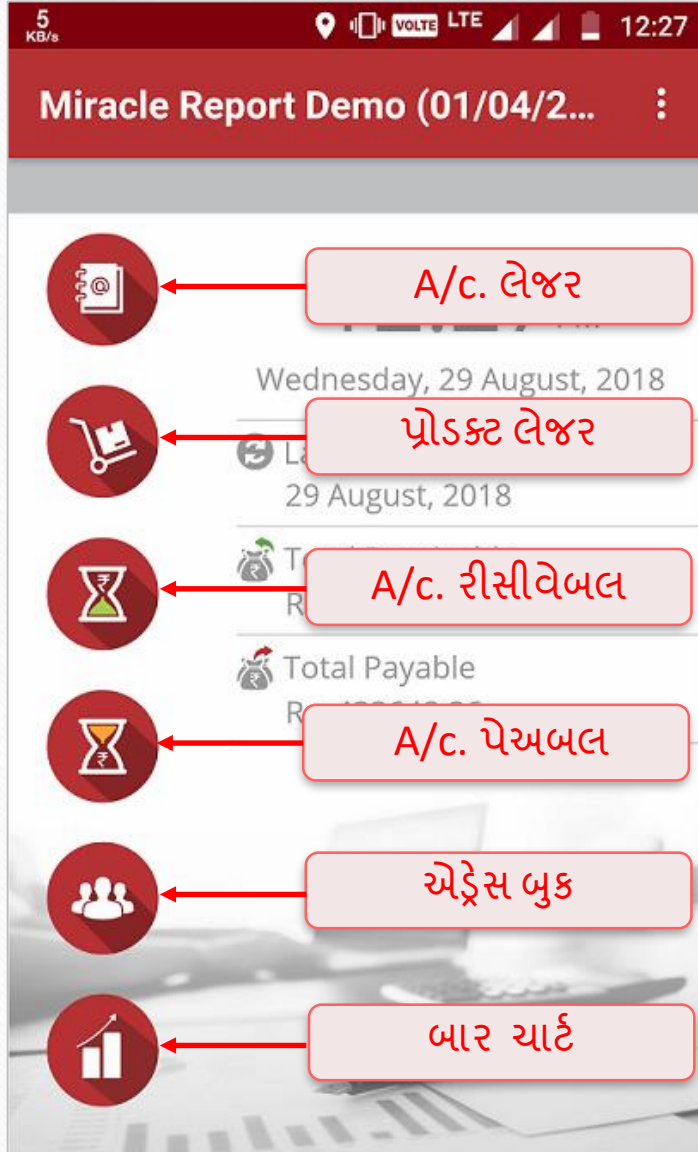 5
KB/s
VOLTE LTE 12:27
Miracle Report Demo (01/04/2...
A/c. લેજર
Wednesday, 29 August, 2018
પ્રોડક્ટ લેજર
29 August, 2018
A/c. રીસીવેબલ
Total Payable
A/c. પેઅબલ
એડ્રેસ બુક
બાર ચાર્ટ